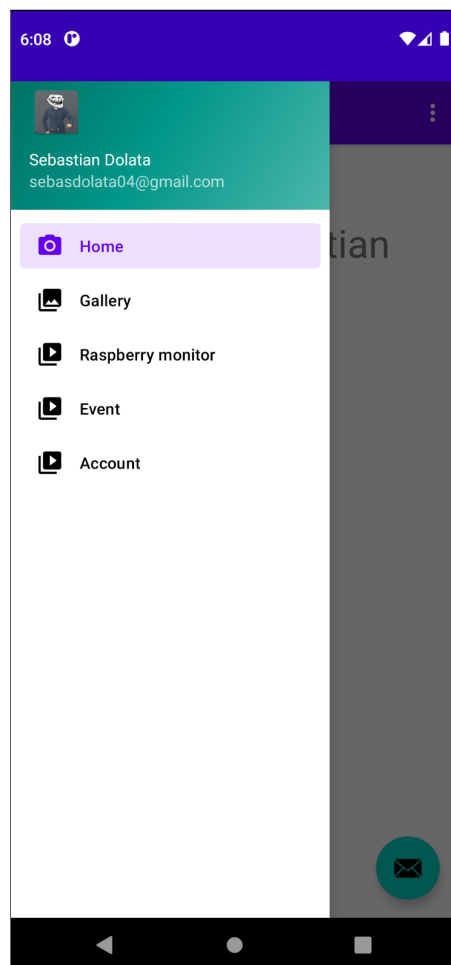 6:08
Sebastian Dolata
sebasdolata04@gmail.com
Home
tian
Gallery
Raspberry monitor
Event
Account